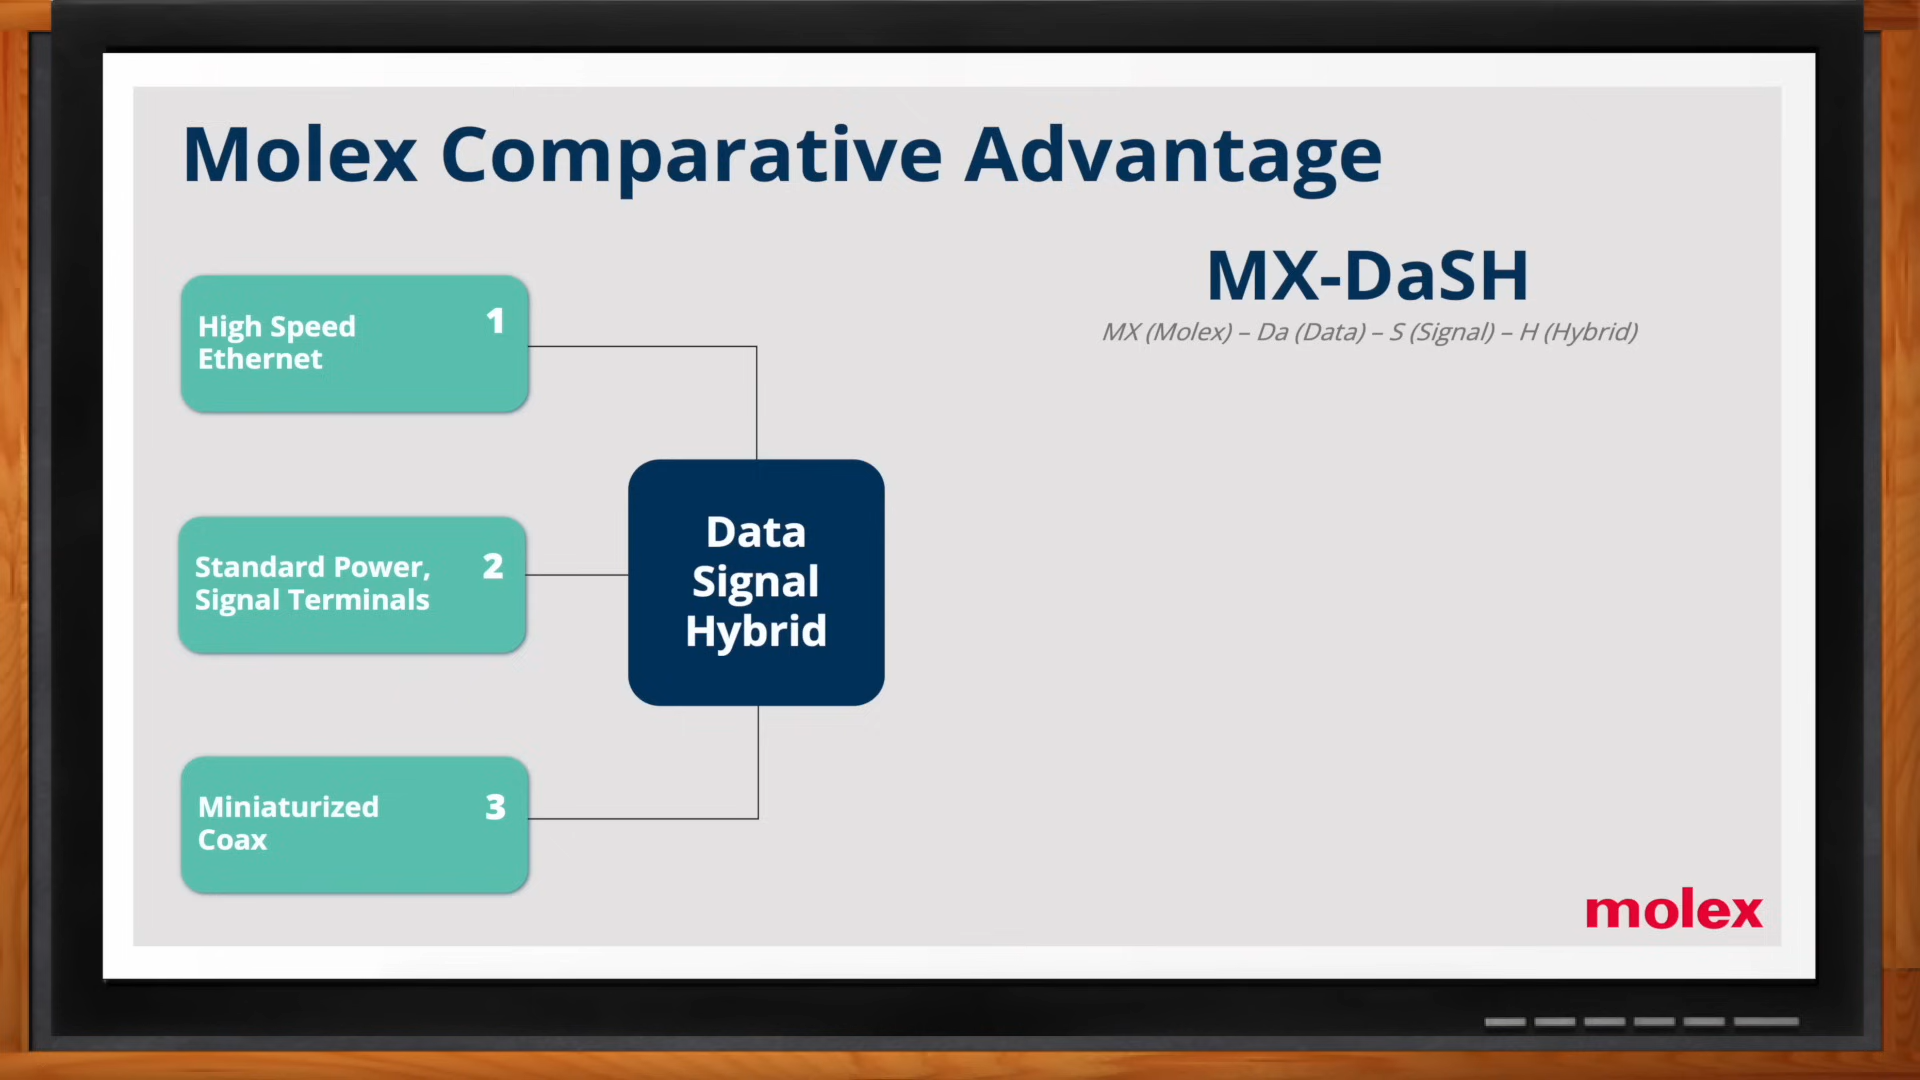 Molex Comparative Advantage
MX-DaSH
MX (Molex) – Da (Data) – S (Signal) – H (Hybrid)
High Speed
Ethernet
1
Standard Power,
Signal Terminals
2
Miniaturized
Coax
3
Data
Signal
Hybrid
molex